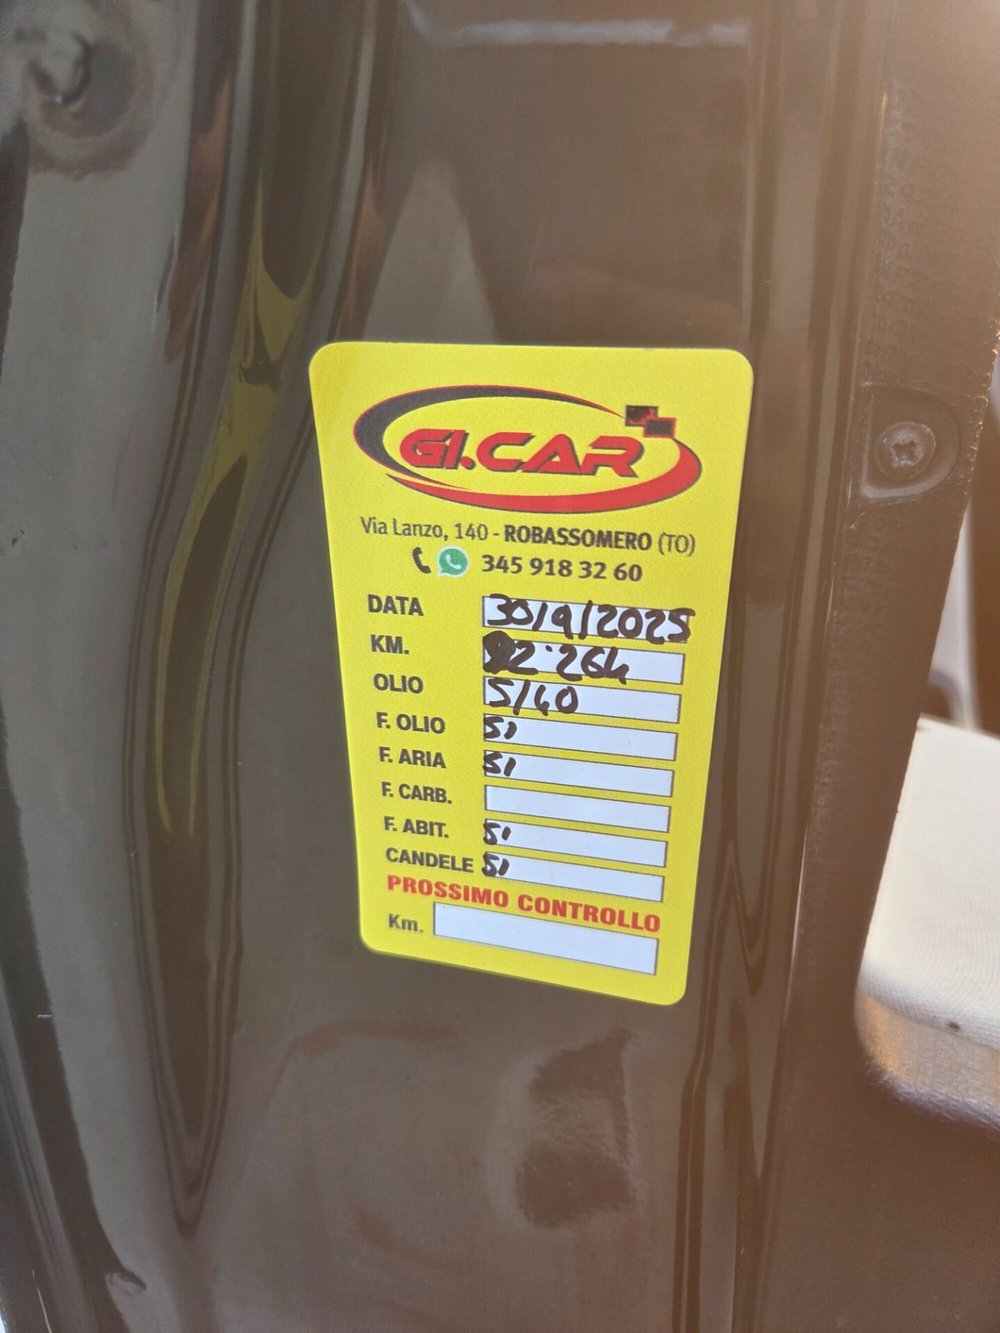 GI.CAR
Via Lanzo, 140 - ROBASSOMERO (TO)
345 918 32 60
DATA 30/9/2025
KM. 2·264
OLIO 5/40
F. OLIO SI
F. ARIA SI
F. CARB.
F. ABIT. SI
CANDELE SI
PROSSIMO CONTROLLO
Km.